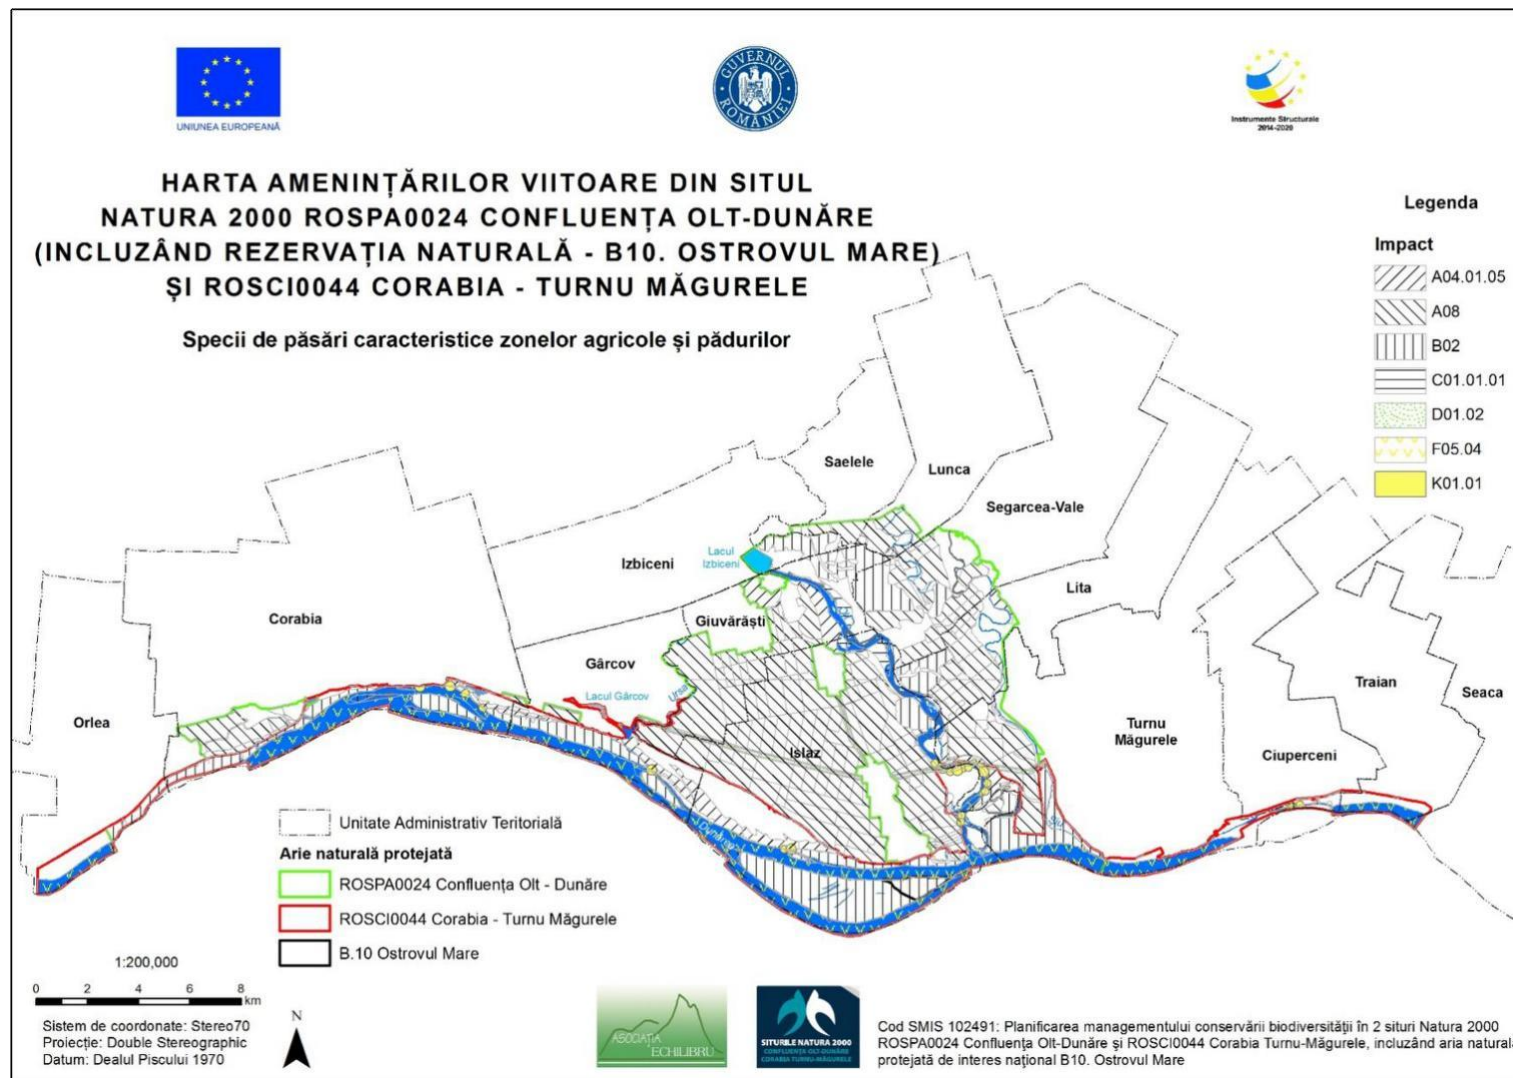 UNIUNEA EUROPEANĂ
GUVERNUL ROMÂNIEI
Instrumente Structurale
2014-2020
HARTA AMENINȚĂRILOR VIITOARE DIN SITUL
NATURA 2000 ROSPA0024 CONFLUENȚA OLT-DUNĂRE
(INCLUZÂND REZERVAȚIA NATURALĂ - B10. OSTROVUL MARE)
ȘI ROSCI0044 CORABIA - TURNU MĂGURELE
Specii de păsări caracteristice zonelor agricole și pădurilor
Legenda
Impact
A04.01.05
A08
B02
C01.01.01
D01.02
F05.04
K01.01
Saelele
Lunca
Segarcea-Vale
Izbiceni
Lacul
Izbiceni
Lita
Corabia
Giuvărăști
Gârcov
Lacul Gârcov
Ursa
Orlea
Islaz
Turnu
Măgurele
Traian
Seaca
Ciuperceni
Dunărea
Unitate Administrativ Teritorială
Arie naturală protejată
ROSPA0024 Confluența Olt - Dunăre
ROSCI0044 Corabia - Turnu Măgurele
B.10 Ostrovul Mare
1:200,000
0 2 4 6 8
km
N
Sistem de coordonate: Stereo70
Proiecție: Double Stereographic
Datum: Dealul Piscului 1970
ASOCIAȚIA
ECHILIBRU
SITURILE NATURA 2000
CONFLUENȚA OLT-DUNĂRE
CORABIA TURNU-MĂGURELE
Cod SMIS 102491: Planificarea managementului conservării biodiversității în 2 situri Natura 2000
ROSPA0024 Confluența Olt-Dunăre și ROSCI0044 Corabia Turnu-Măgurele, incluzând aria natural
protejată de interes național B10. Ostrovul Mare